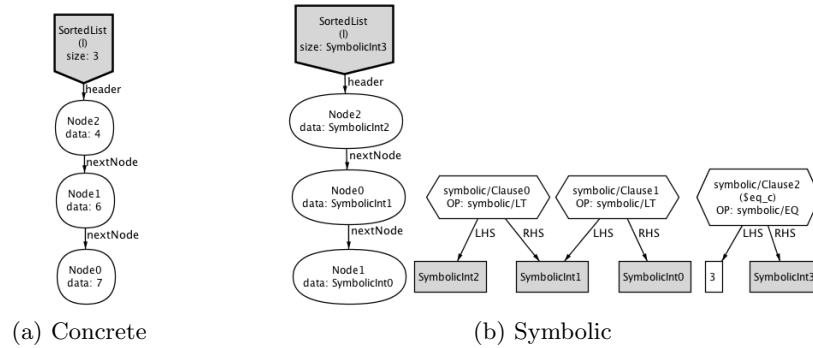 SortedList
(l)
size: 3
header
Node2
data: 4
nextNode
Node1
data: 6
nextNode
Node0
data: 7
(a) Concrete
SortedList
(l)
size: SymbolicInt3
header
Node2
data: SymbolicInt2
nextNode
Node0
data: SymbolicInt1
nextNode
Node1
data: SymbolicInt0
symbolic/Clause0
OP: symbolic/LT
LHS
RHS
SymbolicInt2
SymbolicInt1
symbolic/Clause1
OP: symbolic/LT
LHS
RHS
SymbolicInt0
symbolic/Clause2
($eq_c)
OP: symbolic/EQ
LHS
RHS
3
SymbolicInt3
(b) Symbolic